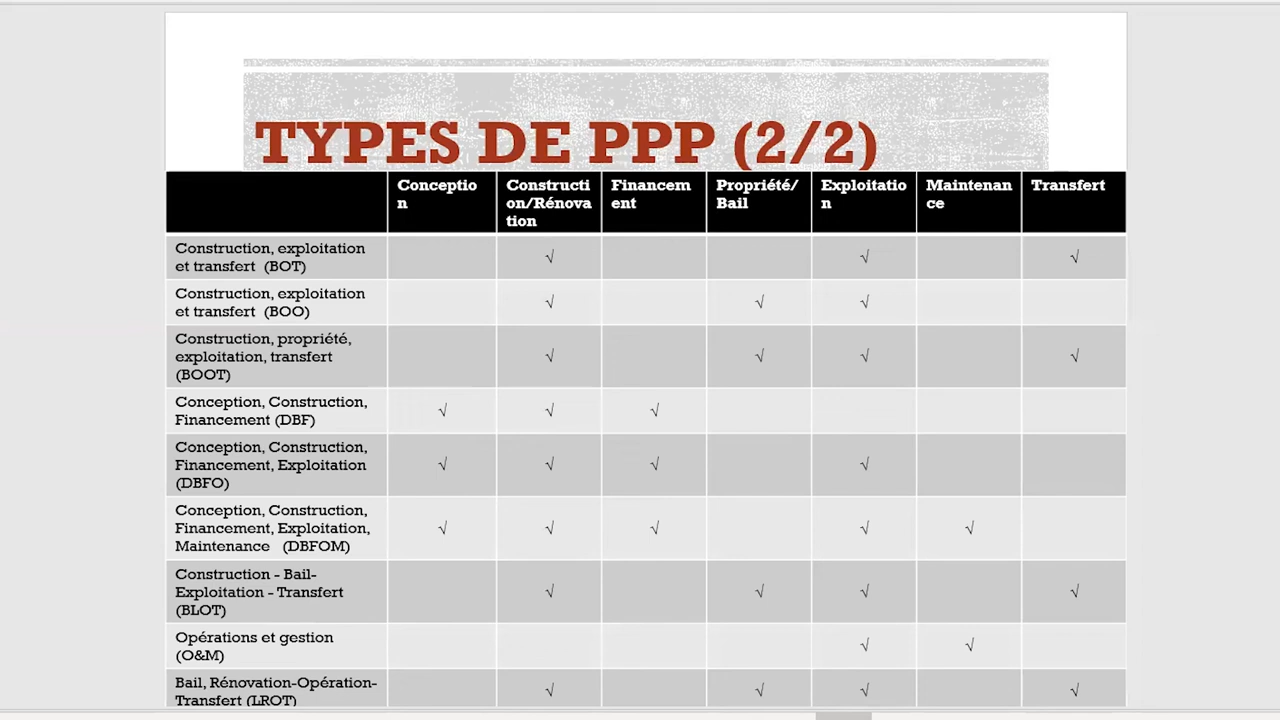 TYPES DE PPP (2/2)
Conceptio
n
Constructi
on/Rénova
tion
Financem
ent
Propriété/
Bail
Exploitatio
n
Maintenan
ce
Transfert
Construction, exploitation
et transfert (BOT)
√ √ √
Construction, exploitation
et transfert (BOO)
√ √ √
Construction, propriété,
exploitation, transfert
(BOOT)
√ √ √ √
Conception, Construction,
Financement (DBF)
√ √ √
Conception, Construction,
Financement, Exploitation
(DBFO)
√ √ √ √
Conception, Construction,
Financement, Exploitation,
Maintenance (DBFOM)
√ √ √ √ √
Construction - Bail-
Exploitation - Transfert
(BLOT)
√ √ √ √
Opérations et gestion
(O&M)
√ √
Bail, Rénovation-Opération-
Transfert (LROT)
√ √ √ √